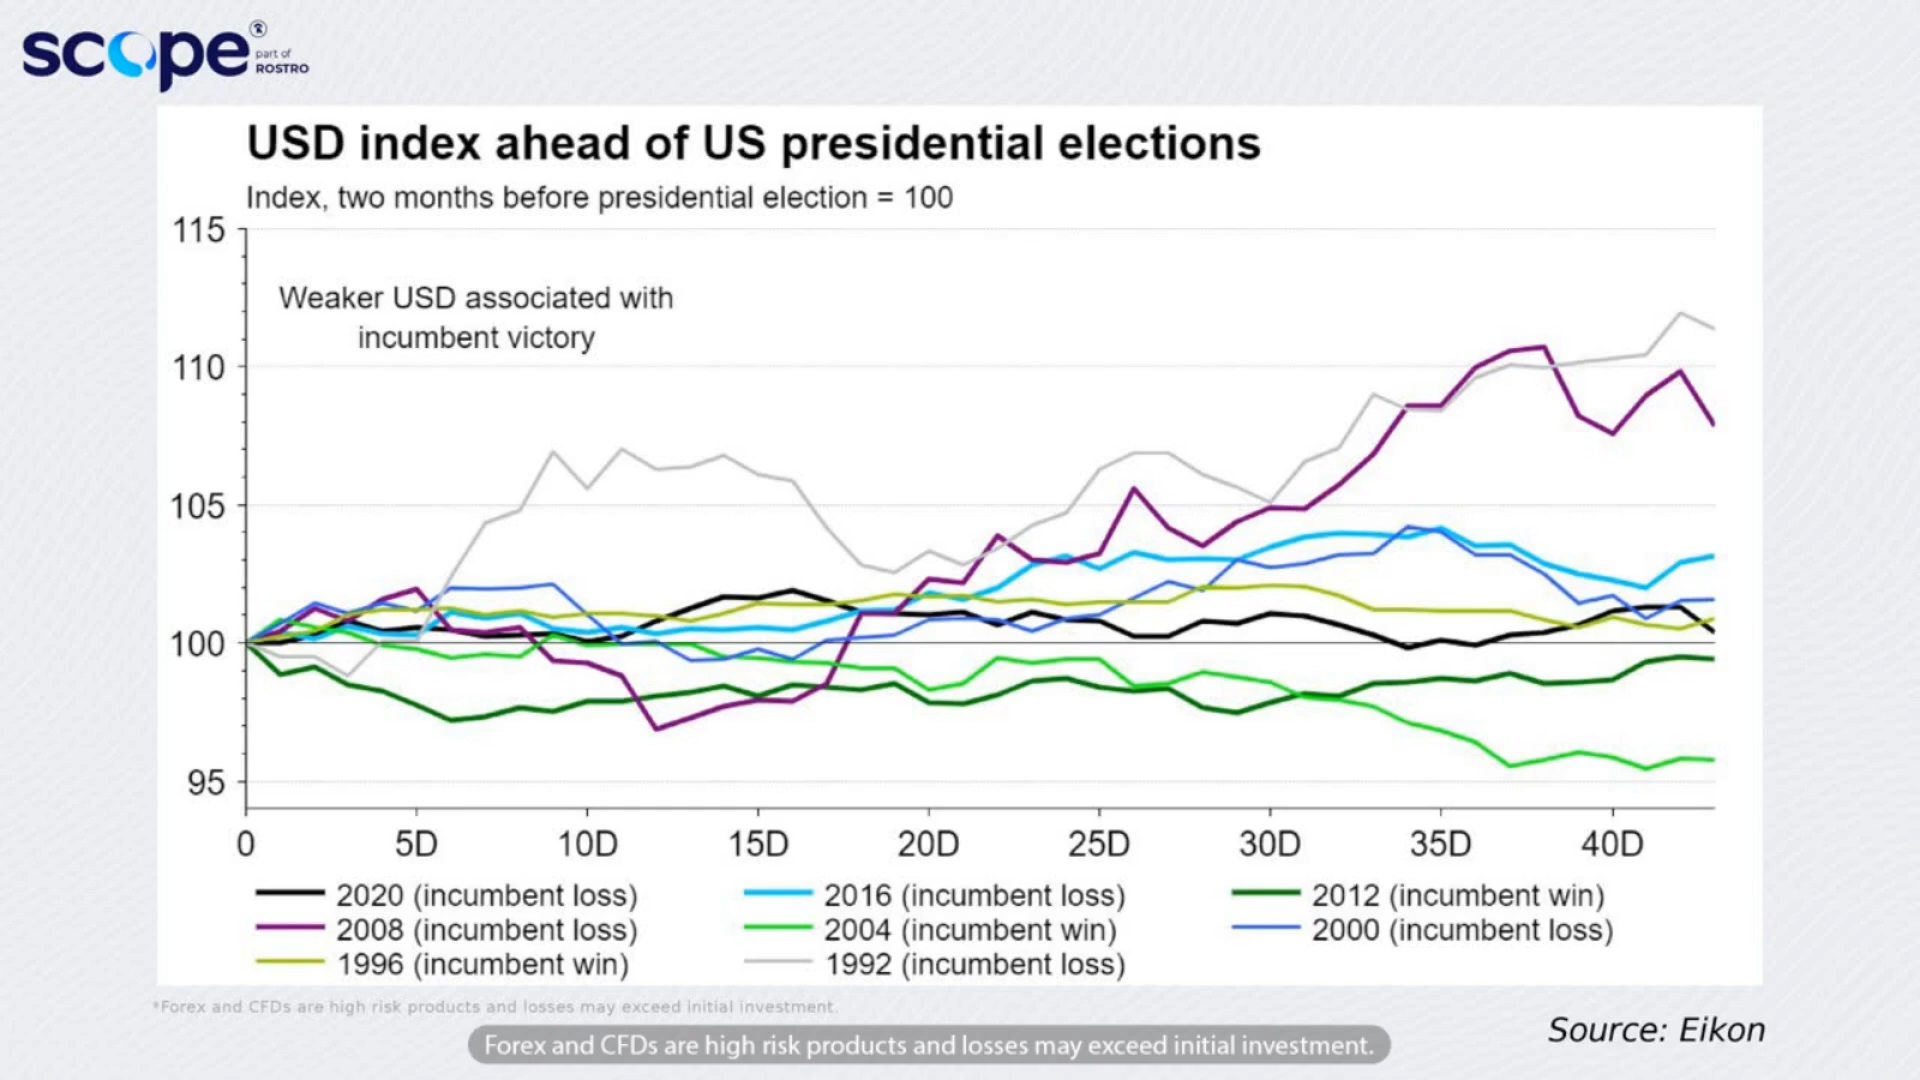 scope®
part of
ROSTRO
USD index ahead of US presidential elections
Index, two months before presidential election = 100
115
Weaker USD associated with
incumbent victory
110
105
100
95
0 5D 10D 15D 20D 25D 30D 35D 40D
2020 (incumbent loss) 2016 (incumbent loss) 2012 (incumbent win)
2008 (incumbent loss) 2004 (incumbent win) 2000 (incumbent loss)
1996 (incumbent win) 1992 (incumbent loss)
*Forex and CFDs are high risk products and losses may exceed initial investment.
Source: Eikon
Forex and CFDs are high risk products and losses may exceed initial investment.